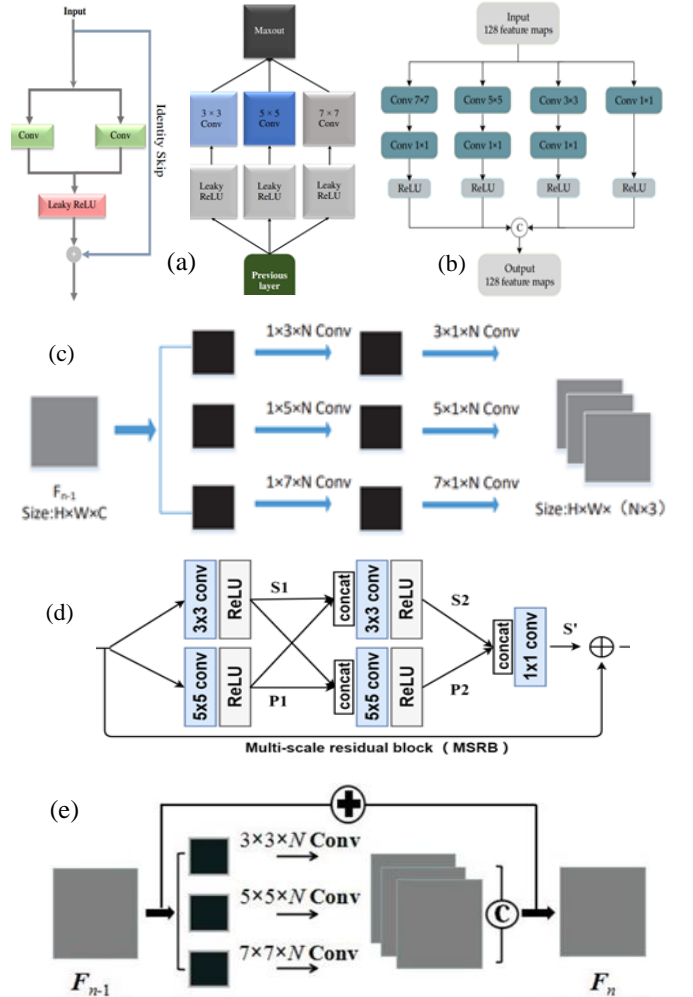 Input
Conv
Conv
Leaky ReLU
+
Identity Skip
(a)
Maxout
3 × 3
Conv
5 × 5
Conv
7 × 7
Conv
Leaky
ReLU
Leaky
ReLU
Leaky
ReLU
Previous
layer
Input
128 feature maps
Conv 7×7
Conv 5×5
Conv 3×3
Conv 1×1
Conv 1×1
Conv 1×1
Conv 1×1
ReLU
ReLU
ReLU
ReLU
C
Output
128 feature maps
(b)
(c)
F n-1
Size:H×W×C
1×3×N Conv
3×1×N Conv
1×5×N Conv
5×1×N Conv
1×7×N Conv
7×1×N Conv
Size:H×W×（N×3）
(d)
3x3 conv
ReLU
S1
concat
3x3 conv
ReLU
S2
5x5 conv
ReLU
P1
concat
5x5 conv
ReLU
P2
concat
1x1 conv
S'
Multi-scale residual block（MSRB）
(e)
3×3×N Conv
5×5×N Conv
7×7×N Conv
C
F n-1
F n